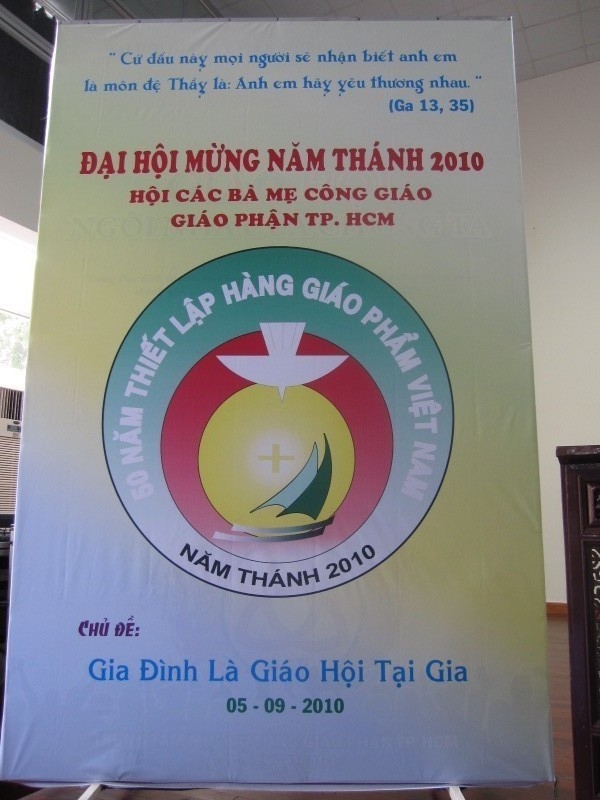 " Cứ dấu này mọi người sẽ nhận biết anh em
là môn đệ Thầy là: Anh em hãy yêu thương nhau. "
(Ga 13, 35)
ĐẠI HỘI MỪNG NĂM THÁNH 2010
HỘI CÁC BÀ MẸ CÔNG GIÁO
GIÁO PHẬN TP. HCM
50 NĂM THIẾT LẬP HÀNG GIÁO PHẨM VIỆT NAM
NĂM THÁNH 2010
CHỦ ĐỀ:
Gia Đình Là Giáo Hội Tại Gia
05 - 09 - 2010